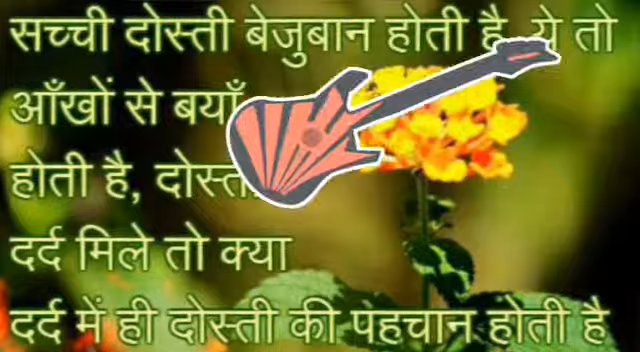 सच्ची दोस्ती बेजुबान होती है, ये तो
आँखों से बयाँ
होती है, दोस्त
दर्द मिले तो क्या
दर्द में ही दोस्ती की पहचान होती है